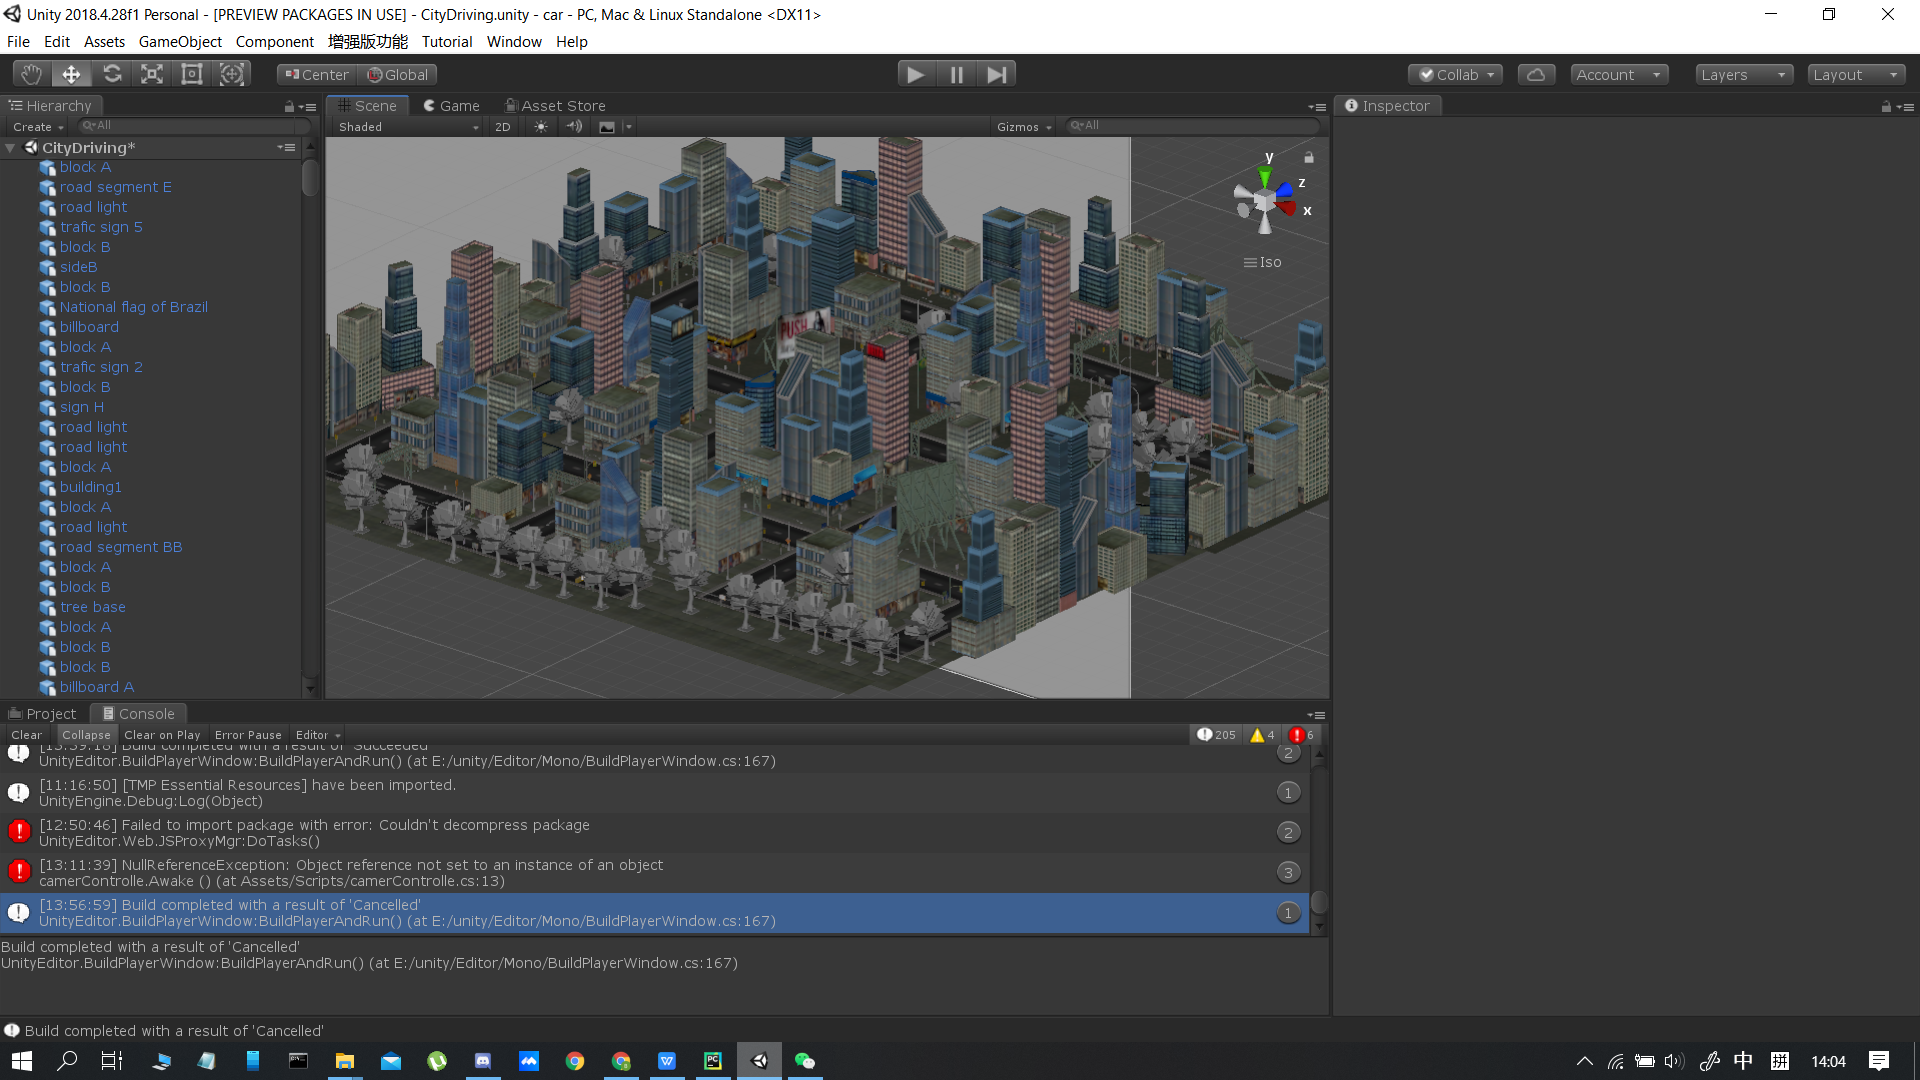 Unity 2018.4.28f1 Personal - [PREVIEW PACKAGES IN USE] - CityDriving.unity - car - PC, Mac & Linux Standalone <DX11>
File Edit Assets GameObject Component 增强版功能 Tutorial Window Help
Center Global Collab Account Layers Layout
Hierarchy Scene Game Asset Store Inspector
Create All Shaded 2D Gizmos All
CityDriving*
block A
road segment E
road light
trafic sign 5
block B
sideB
block B
National flag of Brazil
billboard
block A
trafic sign 2
block B
sign H
road light
road light
block A
building1
block A
road light
road segment BB
block A
block B
tree base
block A
block B
block B
billboard A
y
z
x
Iso
PUSH
Project Console
Clear Collapse Clear on Play Error Pause Editor 205 4 6
[13:39:18] Build completed with a result of 'Succeeded'
UnityEditor.BuildPlayerWindow:BuildPlayerAndRun() (at E:/unity/Editor/Mono/BuildPlayerWindow.cs:167) 2
[11:16:50] [TMP Essential Resources] have been imported.
UnityEngine.Debug:Log(Object) 1
[12:50:46] Failed to import package with error: Couldn't decompress package
UnityEditor.Web.JSProxyMgr:DoTasks() 2
[13:11:39] NullReferenceException: Object reference not set to an instance of an object
camerControlle.Awake () (at Assets/Scripts/camerControlle.cs:13) 3
[13:56:59] Build completed with a result of 'Cancelled'
UnityEditor.BuildPlayerWindow:BuildPlayerAndRun() (at E:/unity/Editor/Mono/BuildPlayerWindow.cs:167) 1
Build completed with a result of 'Cancelled'
UnityEditor.BuildPlayerWindow:BuildPlayerAndRun() (at E:/unity/Editor/Mono/BuildPlayerWindow.cs:167)
Build completed with a result of 'Cancelled'
中 拼 14:04